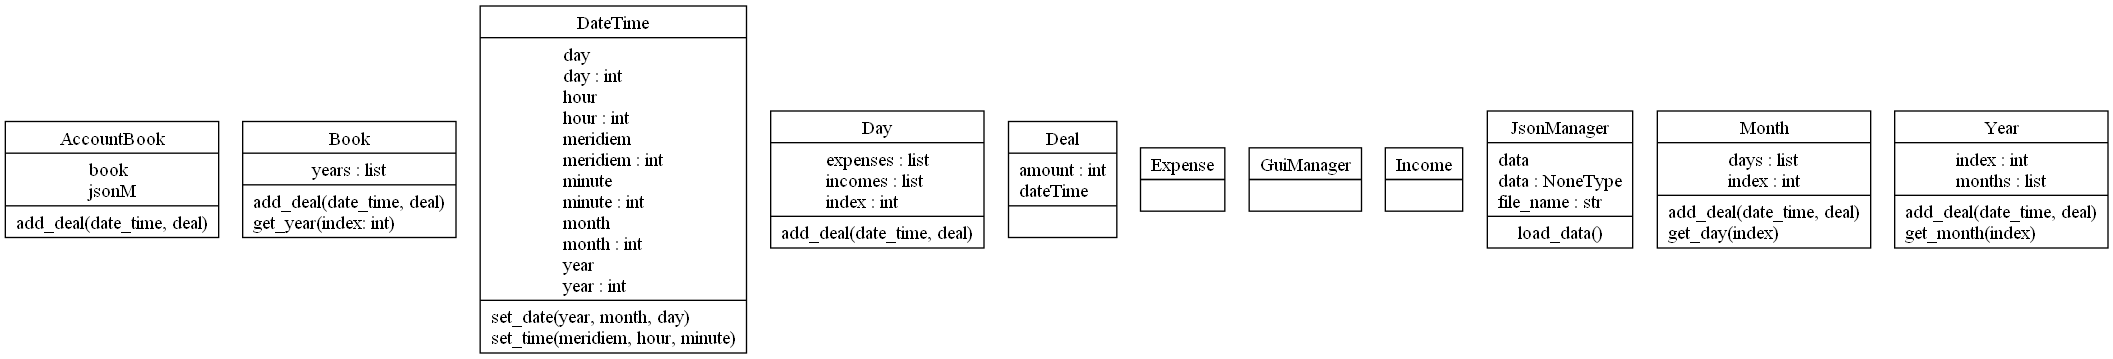 AccountBook
book
jsonM
add_deal(date_time, deal)
Book
years : list
add_deal(date_time, deal)
get_year(index: int)
DateTime
day
day : int
hour
hour : int
meridiem
meridiem : int
minute
minute : int
month
month : int
year
year : int
set_date(year, month, day)
set_time(meridiem, hour, minute)
Day
expenses : list
incomes : list
index : int
add_deal(date_time, deal)
Deal
amount : int
dateTime
Expense
GuiManager
Income
JsonManager
data
data : NoneType
file_name : str
load_data()
Month
days : list
index : int
add_deal(date_time, deal)
get_day(index)
Year
index : int
months : list
add_deal(date_time, deal)
get_month(index)